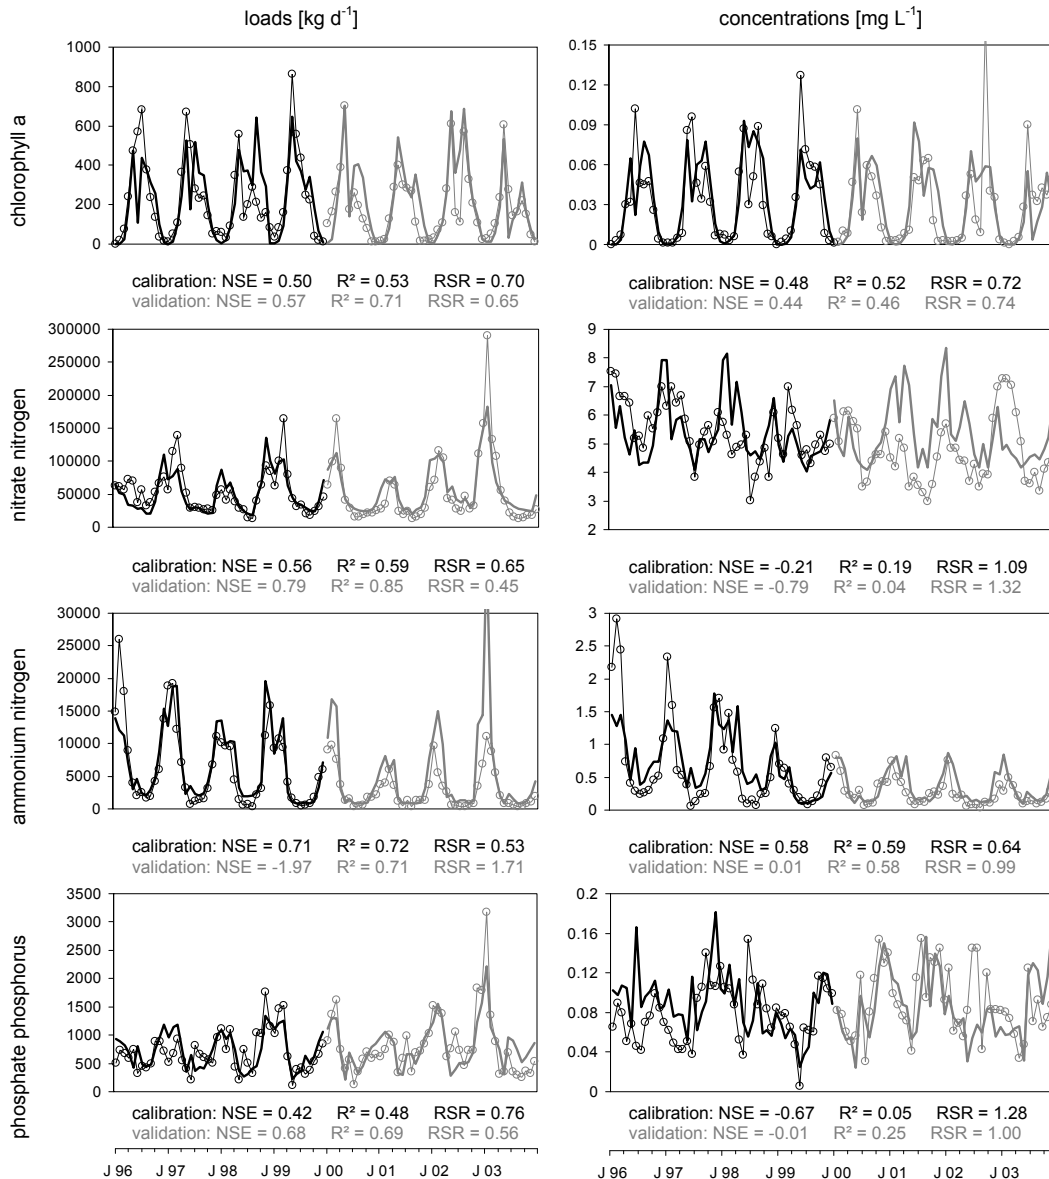 loads [kg d⁻¹]
concentrations [mg L⁻¹]
chlorophyll a
1000
800
600
400
200
0
0.15
0.12
0.09
0.06
0.03
0
calibration: NSE = 0.50 R² = 0.53 RSR = 0.70
validation: NSE = 0.57 R² = 0.71 RSR = 0.65
calibration: NSE = 0.48 R² = 0.52 RSR = 0.72
validation: NSE = 0.44 R² = 0.46 RSR = 0.74
nitrate nitrogen
300000
250000
200000
150000
100000
50000
0
9
8
7
6
5
4
3
2
calibration: NSE = 0.56 R² = 0.59 RSR = 0.65
validation: NSE = 0.79 R² = 0.85 RSR = 0.45
calibration: NSE = -0.21 R² = 0.19 RSR = 1.09
validation: NSE = -0.79 R² = 0.04 RSR = 1.32
ammonium nitrogen
30000
25000
20000
15000
10000
5000
0
3
2.5
2
1.5
1
0.5
0
calibration: NSE = 0.71 R² = 0.72 RSR = 0.53
validation: NSE = -1.97 R² = 0.71 RSR = 1.71
calibration: NSE = 0.58 R² = 0.59 RSR = 0.64
validation: NSE = 0.01 R² = 0.58 RSR = 0.99
phosphate phosphorus
3500
3000
2500
2000
1500
1000
500
0
0.2
0.16
0.12
0.08
0.04
0
calibration: NSE = 0.42 R² = 0.48 RSR = 0.76
validation: NSE = 0.68 R² = 0.69 RSR = 0.56
calibration: NSE = -0.67 R² = 0.05 RSR = 1.28
validation: NSE = -0.01 R² = 0.25 RSR = 1.00
J 96 J 97 J 98 J 99 J 00 J 01 J 02 J 03
J 96 J 97 J 98 J 99 J 00 J 01 J 02 J 03